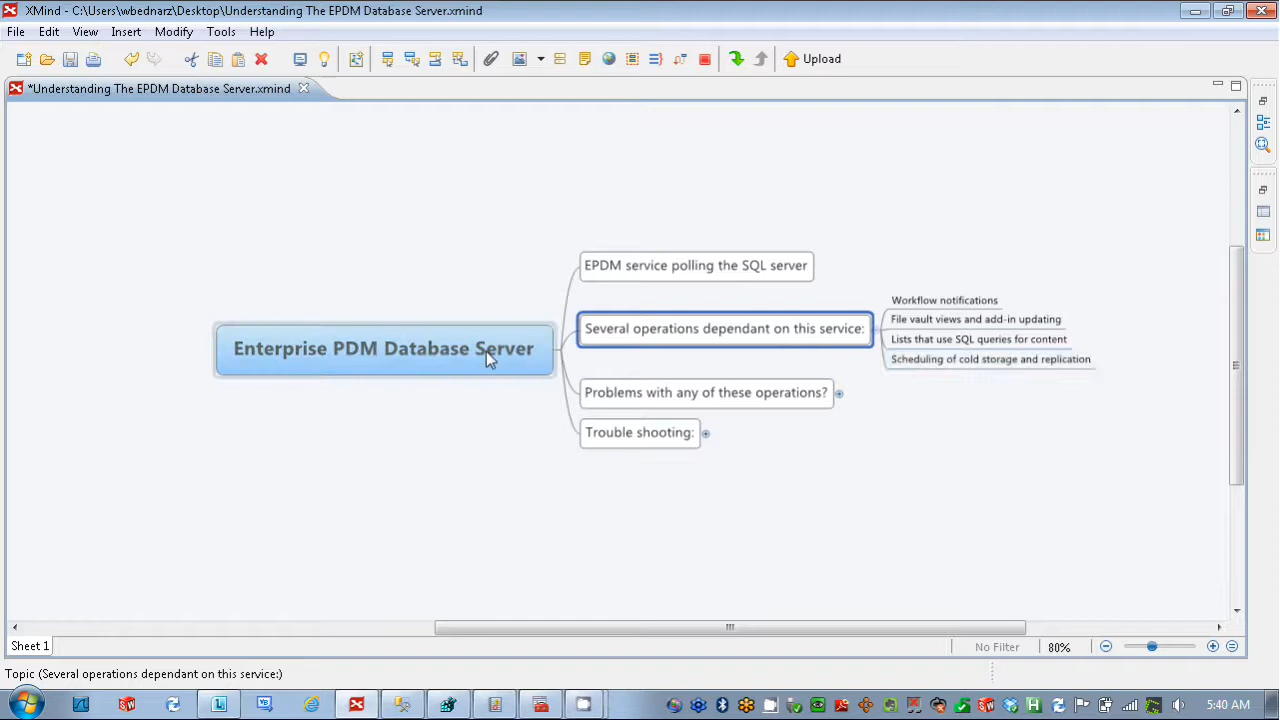 XMind - C:\Users\wbednarz\Desktop\Understanding The EPDM Database Server.xmind
File Edit View Insert Modify Tools Help
Upload
*Understanding The EPDM Database Server.xmind
EPDM service polling the SQL server
Enterprise PDM Database Server
Several operations dependant on this service:
Workflow notifications
File vault views and add-in updating
Lists that use SQL queries for content
Scheduling of cold storage and replication
Problems with any of these operations?
Trouble shooting:
Sheet 1
No Filter
80%
Topic (Several operations dependant on this service:)
5:40 AM